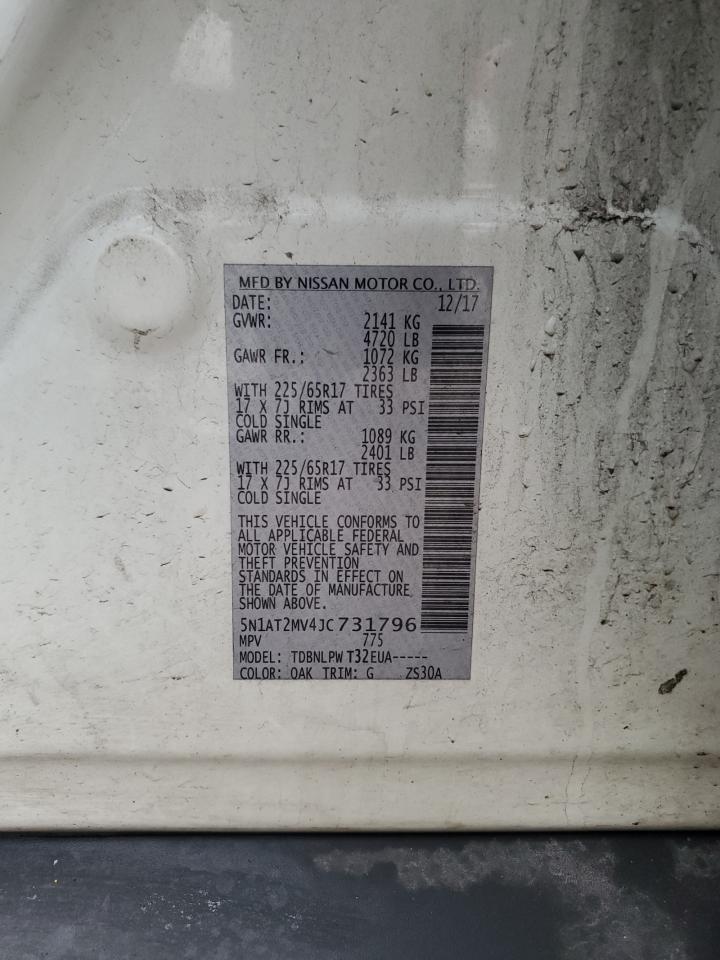 MFD BY NISSAN MOTOR CO., LTD.
DATE: 12/17
GVWR: 2141 KG
4720 LB
GAWR FR.: 1072 KG
2363 LB
WITH 225/65R17 TIRES
17 X 7J RIMS AT 33 PSI
COLD SINGLE
GAWR RR.: 1089 KG
2401 LB
WITH 225/65R17 TIRES
17 X 7J RIMS AT 33 PSI
COLD SINGLE
THIS VEHICLE CONFORMS TO
ALL APPLICABLE FEDERAL
MOTOR VEHICLE SAFETY AND
THEFT PREVENTION
STANDARDS IN EFFECT ON
THE DATE OF MANUFACTURE
SHOWN ABOVE.
5N1AT2MV4JC731796
MPV 775
MODEL: TDBNLPWT32EUA-----
COLOR: QAK TRIM: G ZS30A